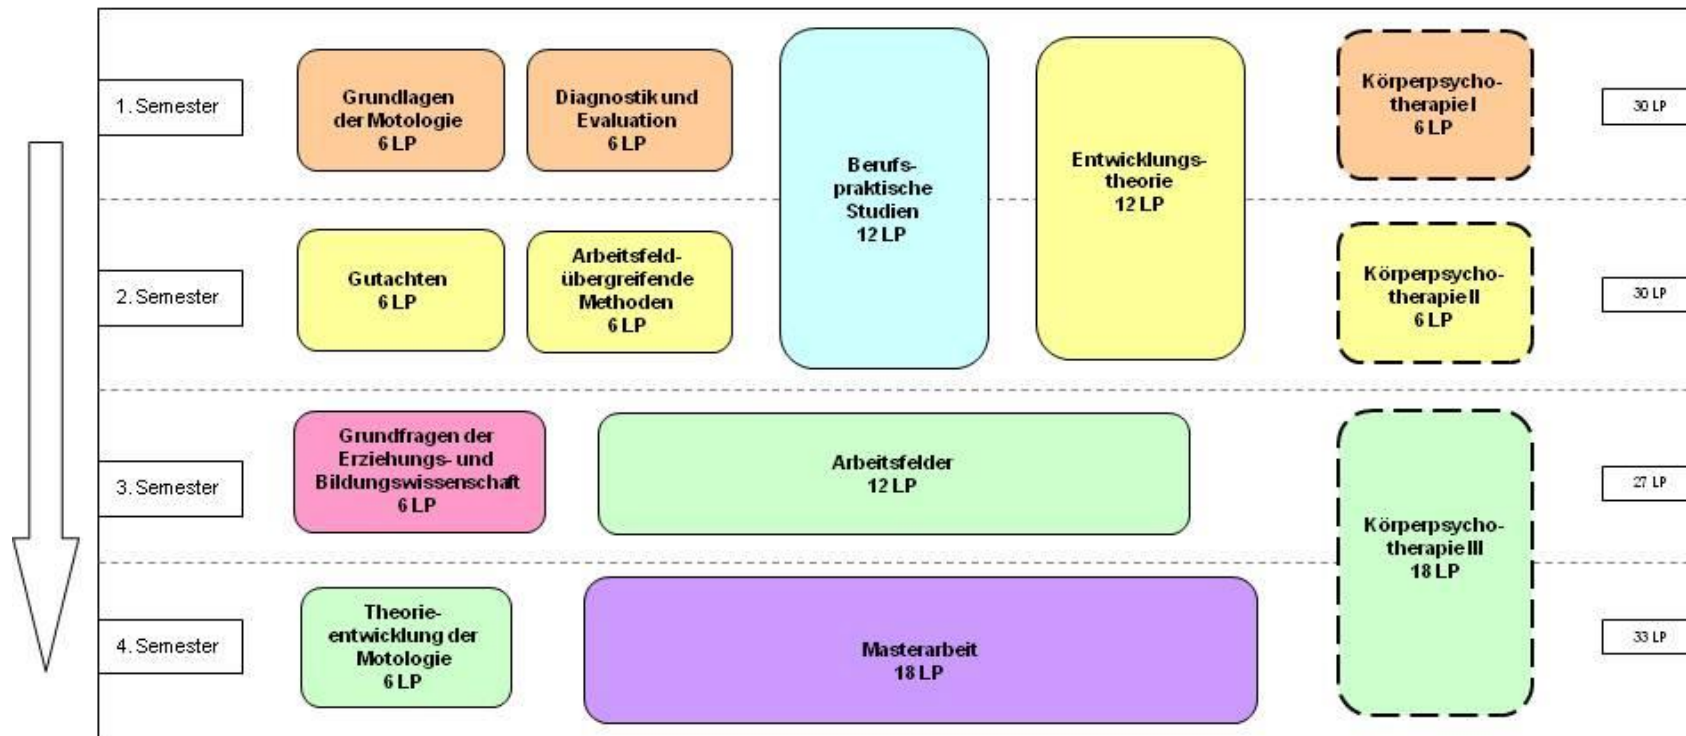 1. Semester
Grundlagen
der Motologie
6 LP
Diagnostik und
Evaluation
6 LP
Berufs-
praktische
Studien
12 LP
Entwicklungs-
theorie
12 LP
Körperpsycho-
therapie I
6 LP
30 LP
2. Semester
Gutachten
6 LP
Arbeitsfeld-
übergreifende
Methoden
6 LP
Körperpsycho-
therapie II
6 LP
30 LP
3. Semester
Grundfragen der
Erziehungs- und
Bildungswissenschaft
6 LP
Arbeitsfelder
12 LP
Körperpsycho-
therapie III
18 LP
27 LP
4. Semester
Theorie-
entwicklung der
Motologie
6 LP
Masterarbeit
18 LP
33 LP